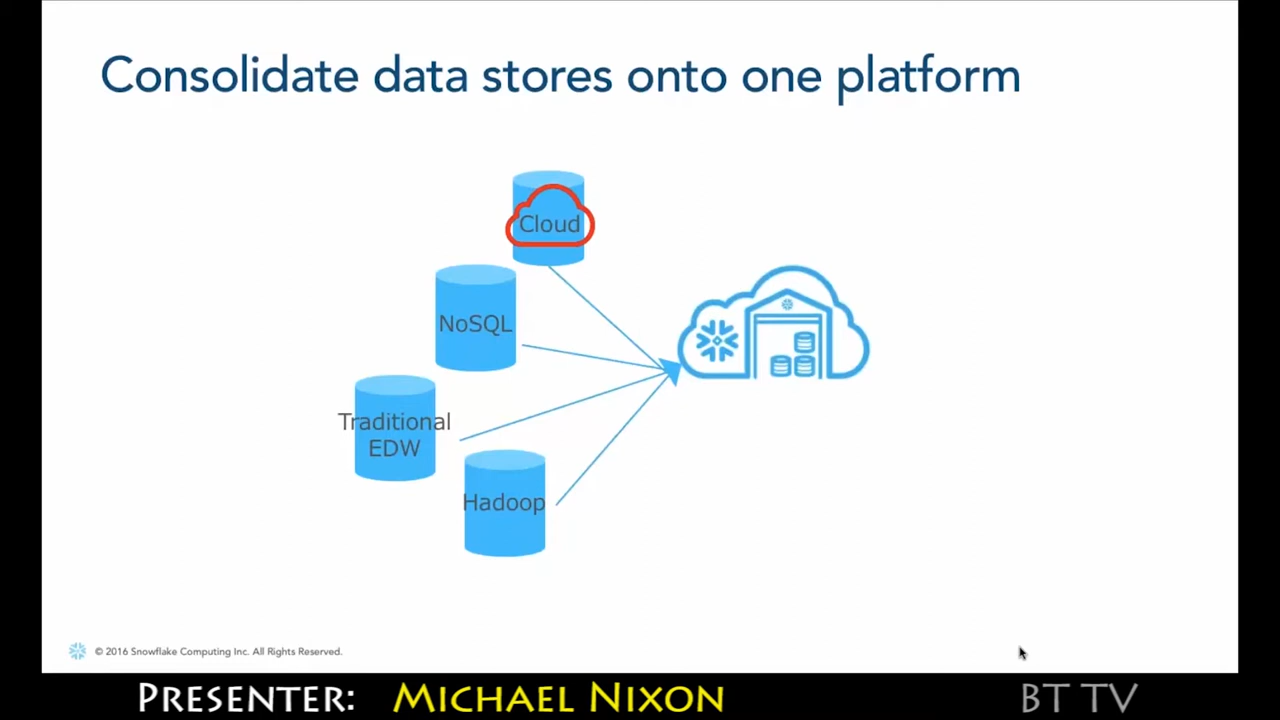 Consolidate data stores onto one platform
Cloud
NoSQL
Traditional
EDW
Hadoop
© 2016 Snowflake Computing Inc. All Rights Reserved.
Presenter: Michael Nixon
BT TV